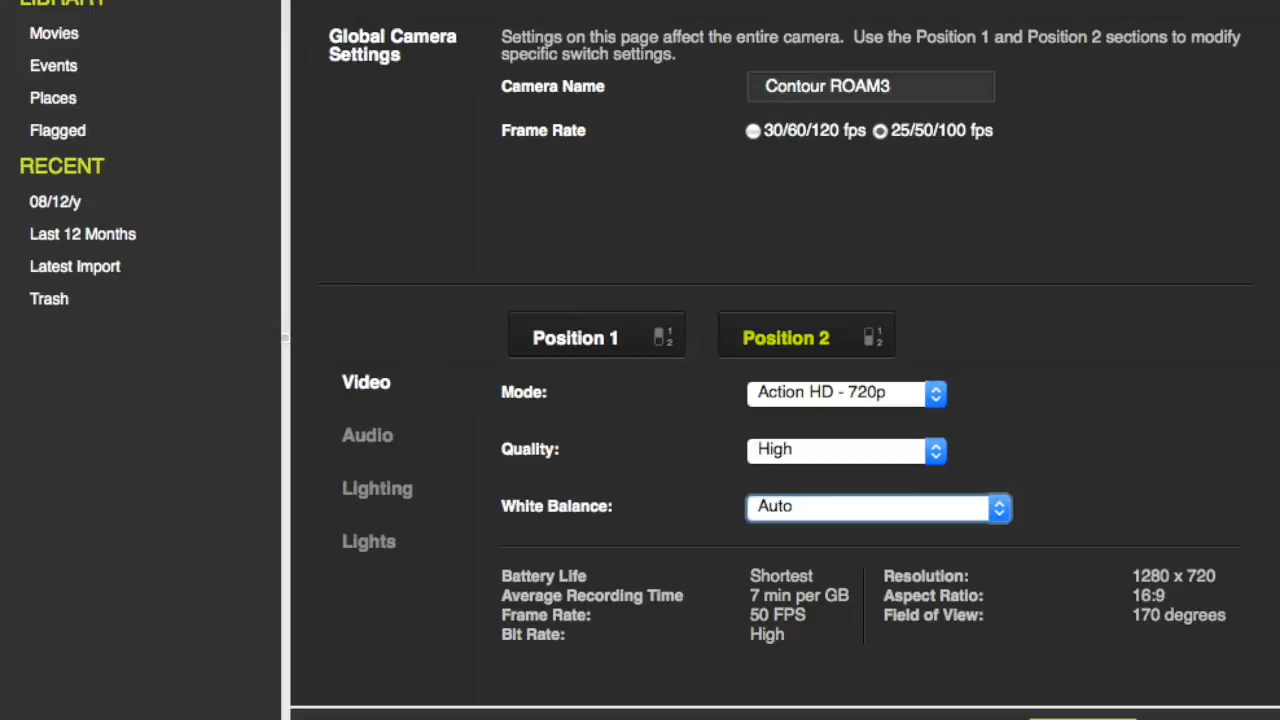 LIBRARY
Movies
Events
Places
Flagged
RECENT
08/12/y
Last 12 Months
Latest Import
Trash
Global Camera Settings
Settings on this page affect the entire camera.  Use the Position 1 and Position 2 sections to modify
specific switch settings.
Camera Name Contour ROAM3
Frame Rate 30/60/120 fps 25/50/100 fps
Position 1 1 2
Position 2 1 2
Video
Audio
Lighting
Lights
Mode: Action HD - 720p
Quality: High
White Balance: Auto
Battery Life Shortest
Average Recording Time 7 min per GB
Frame Rate: 50 FPS
Bit Rate: High
Resolution: 1280 x 720
Aspect Ratio: 16:9
Field of View: 170 degrees